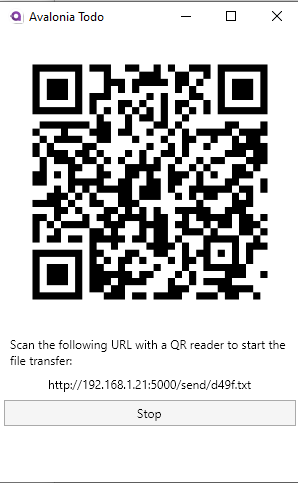 Avalonia Todo
Scan the following URL with a QR reader to start the
file transfer:
http://192.168.1.21:5000/send/d49f.txt
Stop